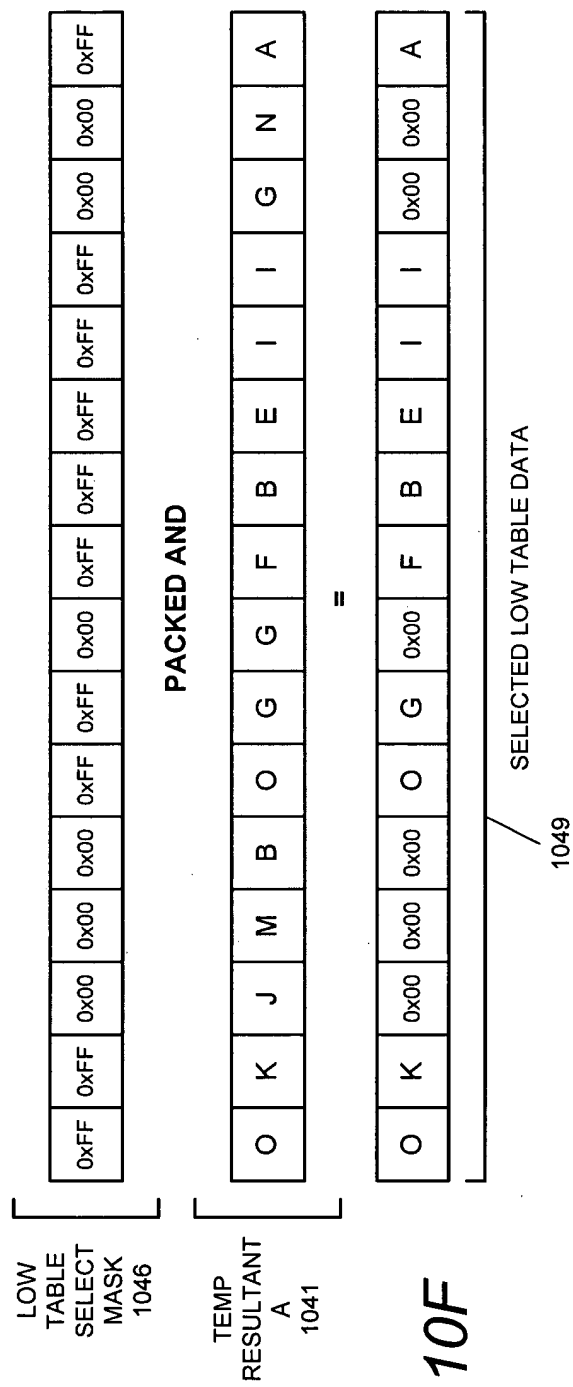 LOW
TABLE
SELECT
MASK
1046
0xFF 0xFF 0x00 0x00 0x00 0xFF 0xFF 0x00 0xFF 0xFF 0xFF 0xFF 0xFF 0x00 0x00 0xFF
PACKED AND
TEMP
RESULTANT
A
1041
O K J M B O G G F B E I I G N A
=
O K 0x00 0x00 0x00 O G 0x00 F B E I I 0x00 0x00 A
SELECTED LOW TABLE DATA
1049
10F